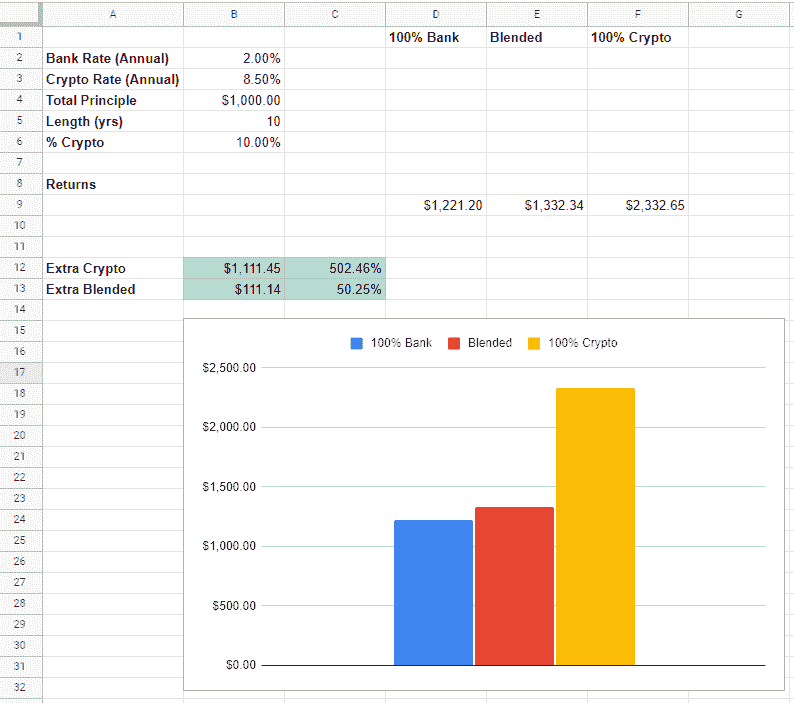 A B C D E F G
1 100% Bank Blended 100% Crypto
2 Bank Rate (Annual) 2.00%
3 Crypto Rate (Annual) 8.50%
4 Total Principle $1,000.00
5 Length (yrs) 10
6 % Crypto 10.00%
7
8 Returns
9 $1,221.20 $1,332.34 $2,332.65
10
11
12 Extra Crypto $1,111.45 502.46%
13 Extra Blended $111.14 50.25%
14
15
16
17
18
19
20
21
22
23
24
25
26
27
28
29
30
31
32
100% Bank Blended 100% Crypto
$2,500.00
$2,000.00
$1,500.00
$1,000.00
$500.00
$0.00